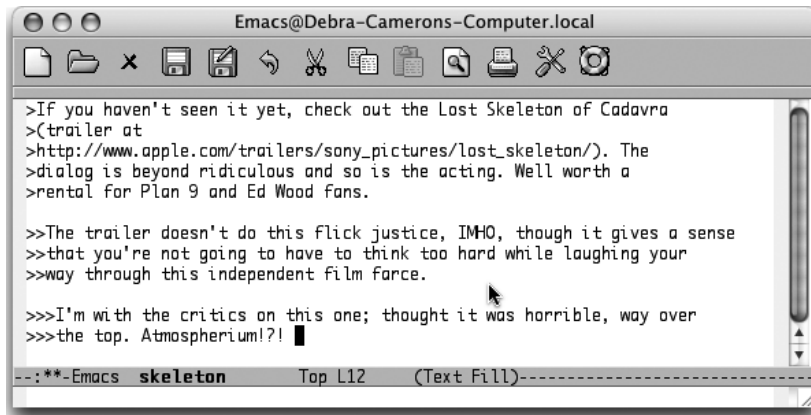 Emacs@Debra-Camerons-Computer.local
>If you haven't seen it yet, check out the Lost Skeleton of Cadavra
>(trailer at
>http://www.apple.com/trailers/sony_pictures/lost_skeleton/). The
>dialog is beyond ridiculous and so is the acting. Well worth a
>rental for Plan 9 and Ed Wood fans.
>>The trailer doesn't do this flick justice, IMHO, though it gives a sense
>>that you're not going to have to think too hard while laughing your
>>way through this independent film farce.
>>>I'm with the critics on this one; thought it was horrible, way over
>>>the top. Atmospherium!?!
--:**-Emacs skeleton Top L12 (Text Fill)-----------------------------